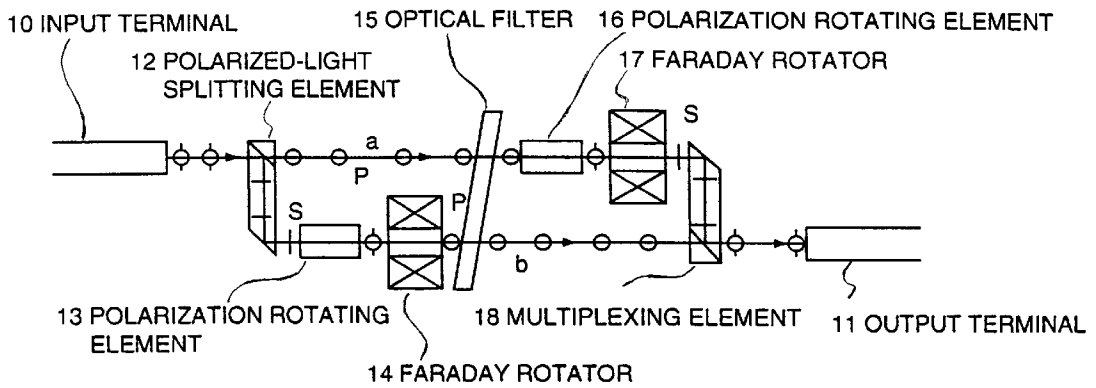 10 INPUT TERMINAL
12 POLARIZED-LIGHT
SPLITTING ELEMENT
15 OPTICAL FILTER
16 POLARIZATION ROTATING ELEMENT
17 FARADAY ROTATOR
S
a
P
S
P
b
13 POLARIZATION ROTATING
ELEMENT
14 FARADAY ROTATOR
18 MULTIPLEXING ELEMENT
11 OUTPUT TERMINAL